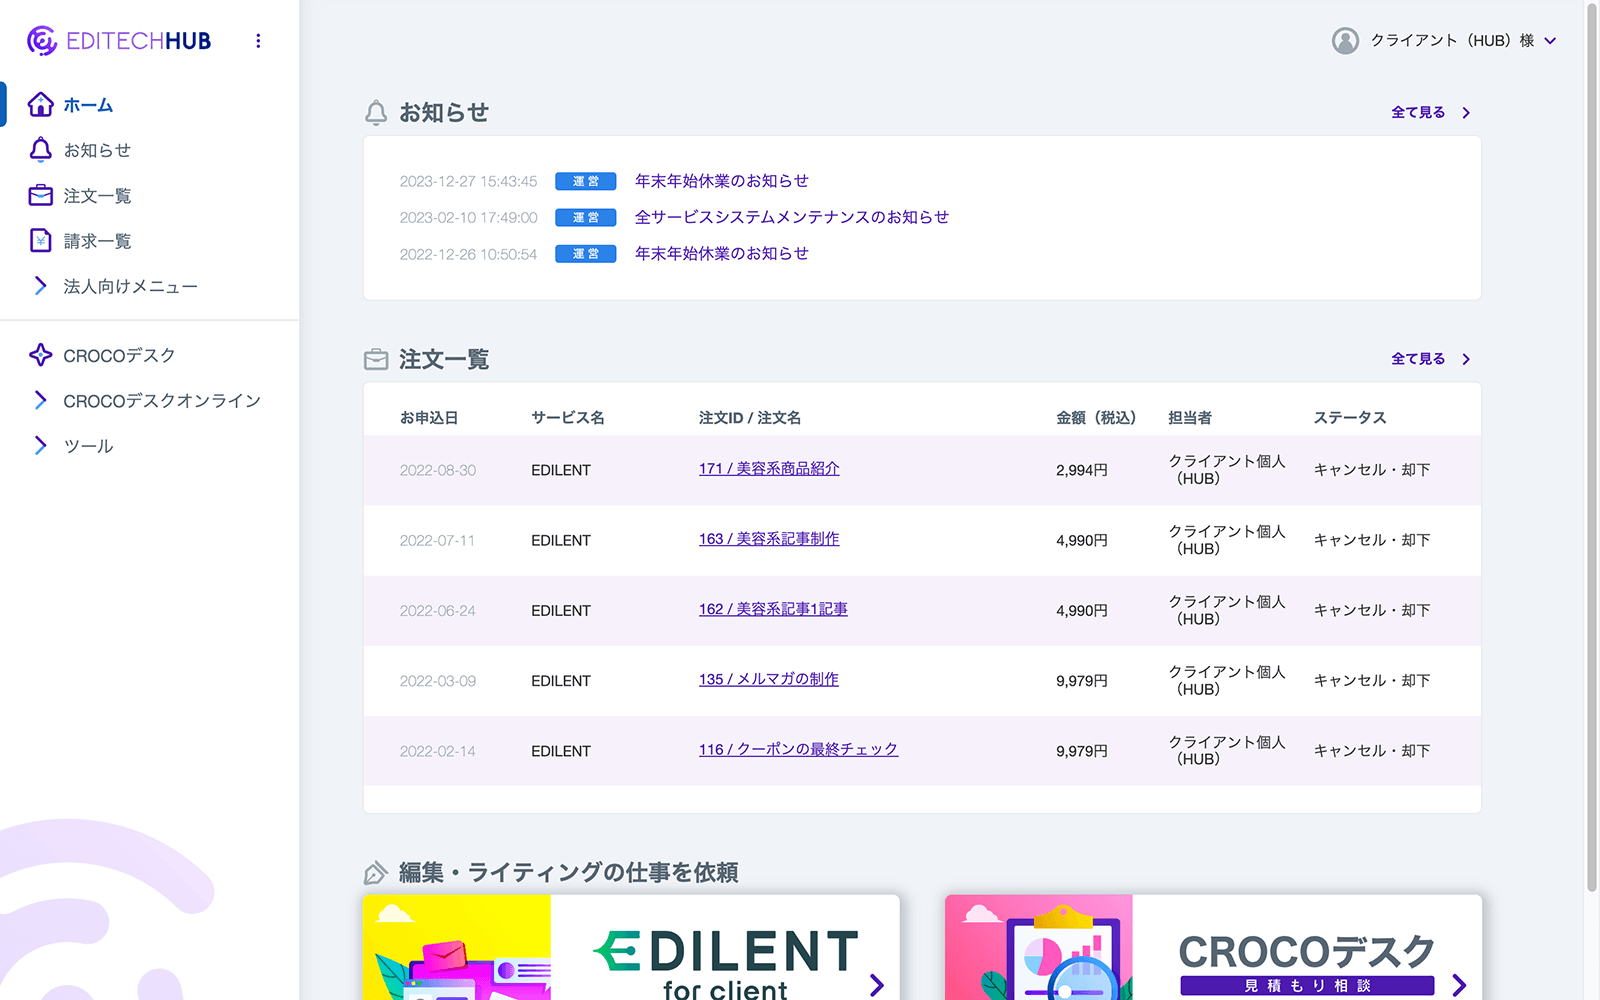 EDITECHHUB
ホーム
お知らせ
注文一覧
請求一覧
法人向けメニュー
CROCOデスク
CROCOデスクオンライン
ツール
クライアント（HUB）様
お知らせ
全て見る
2023-12-27 15:43:45 運営 年末年始休業のお知らせ
2023-02-10 17:49:00 運営 全サービスシステムメンテナンスのお知らせ
2022-12-26 10:50:54 運営 年末年始休業のお知らせ
注文一覧
全て見る
お申込日 サービス名 注文ID / 注文名 金額（税込） 担当者 ステータス
2022-08-30 EDILENT 171 / 美容系商品紹介 2,994円 クライアント個人（HUB） キャンセル・却下
2022-07-11 EDILENT 163 / 美容系記事制作 4,990円 クライアント個人（HUB） キャンセル・却下
2022-06-24 EDILENT 162 / 美容系記事1記事 4,990円 クライアント個人（HUB） キャンセル・却下
2022-03-09 EDILENT 135 / メルマガの制作 9,979円 クライアント個人（HUB） キャンセル・却下
2022-02-14 EDILENT 116 / クーポンの最終チェック 9,979円 クライアント個人（HUB） キャンセル・却下
編集・ライティングの仕事を依頼
EDILENT
for client
CROCOデスク
見積もり相談